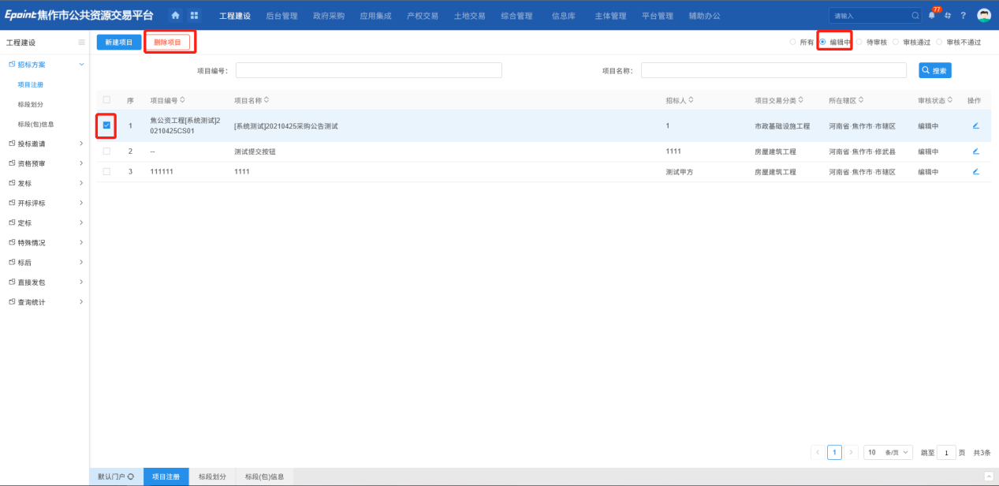 Epoint焦作市公共资源交易平台 工程建设 后台管理 政府采购 应用集成 产权交易 土地交易 综合管理 信息库 主体管理 平台管理 辅助办公 请输入 77 ?
工程建设
招标方案
项目注册
标段划分
标段(包)信息
投标邀请
资格预审
发标
开标评标
定标
特殊情况
标后
直接发包
查询统计
新建项目 删除项目 所有 编辑中 待审核 审核通过 审核不通过
项目编号: 项目名称: 搜索
序 项目编号 项目名称 招标人 项目交易分类 所在辖区 审核状态 操作
1 焦公资工程[系统测试]2
0210425CS01 [系统测试]20210425采购公告测试 1 市政基础设施工程 河南省·焦作市·市辖区 编辑中
2 -- 测试提交按钮 1111 房屋建筑工程 河南省·焦作市·修武县 编辑中
3 111111 1111 测试甲方 房屋建筑工程 河南省·焦作市·市辖区 编辑中
1 10 条/页 跳至 1 页 共3条
默认门户 项目注册 标段划分 标段(包)信息